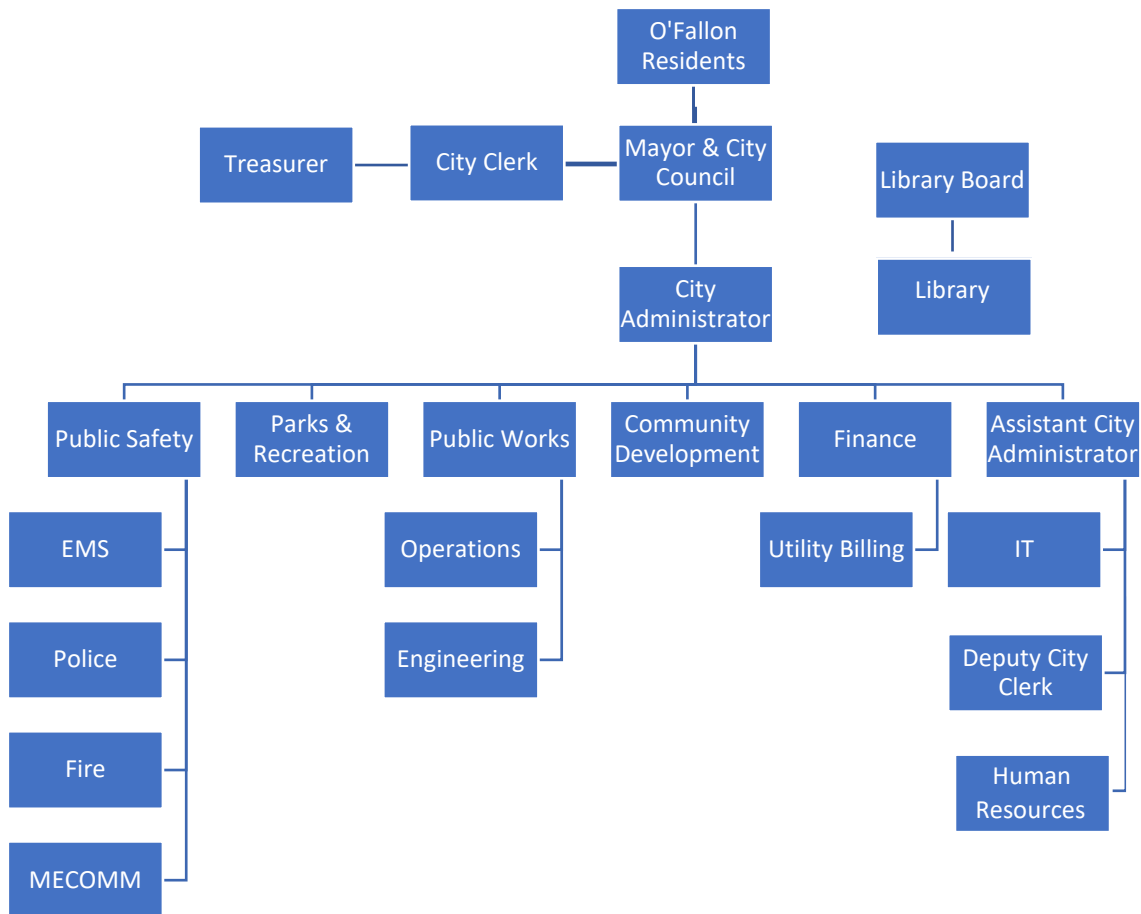 O'Fallon
Residents
Treasurer
City Clerk
Mayor & City
Council
Library Board
City
Administrator
Library
Public Safety
Parks &
Recreation
Public Works
Community
Development
Finance
Assistant City
Administrator
EMS
Operations
Utility Billing
IT
Police
Engineering
Deputy City
Clerk
Fire
Human
Resources
MECOMM